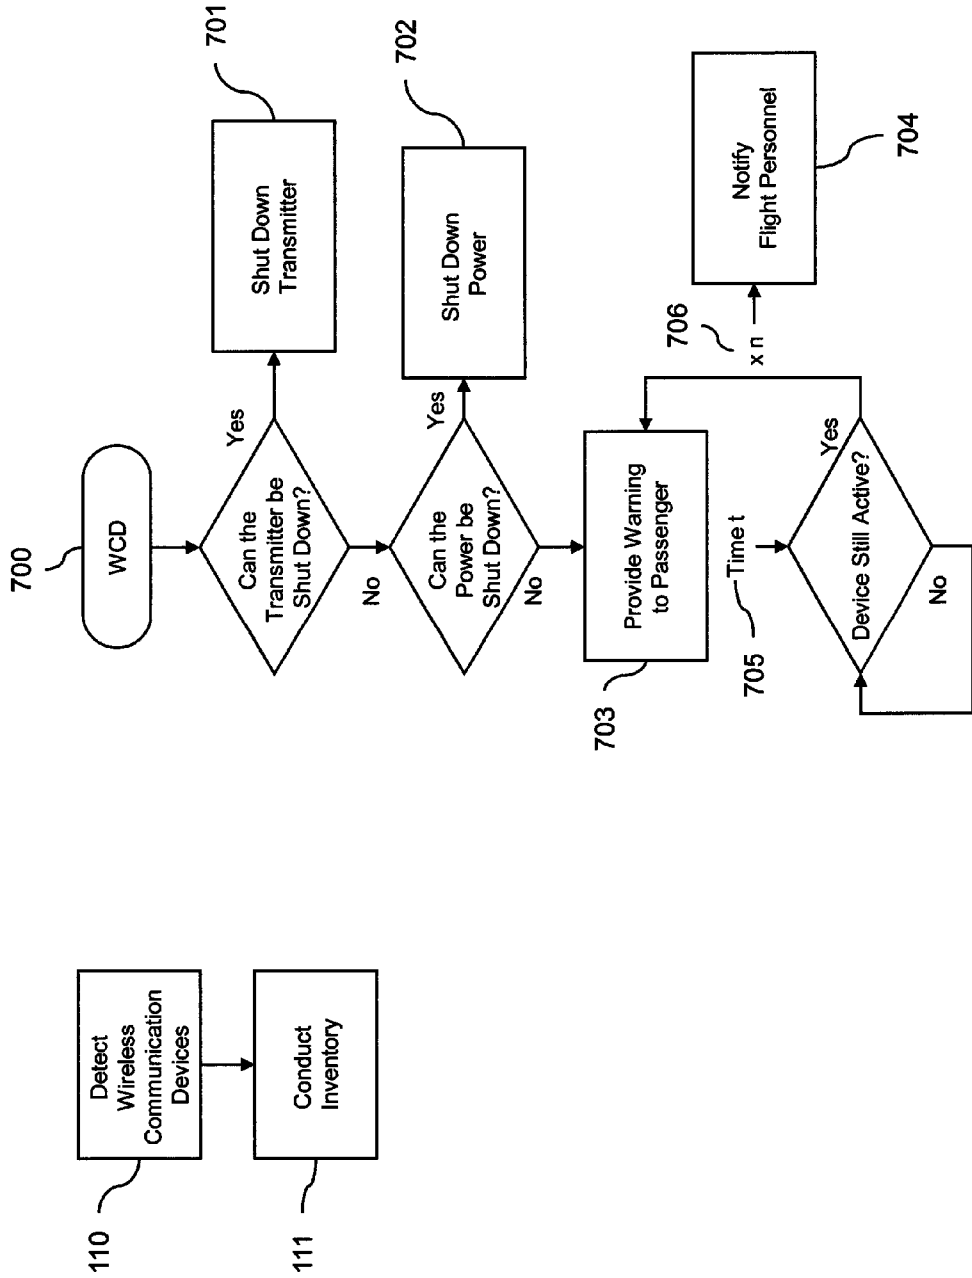 110
Detect
Wireless
Communication
Devices
111
Conduct
Inventory
700
WCD
Can the
Transmitter be
Shut Down?
Yes
Shut Down
Transmitter
701
No
Can the
Power be
Shut Down?
Yes
Shut Down
Power
702
No
703
Provide Warning
to Passenger
705
Time t
Device Still Active?
Yes
No
706
x n
Notify
Flight Personnel
704